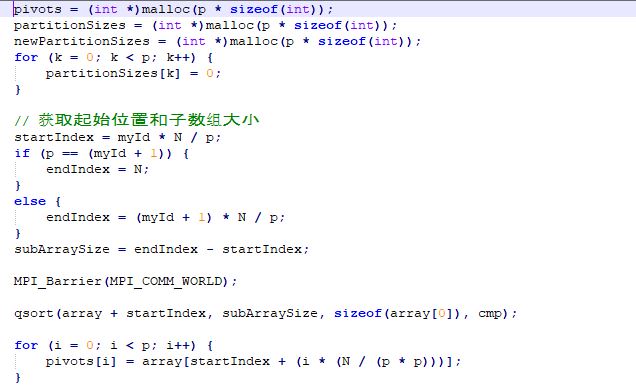 pivots = (int *)malloc(p * sizeof(int));
partitionSizes = (int *)malloc(p * sizeof(int));
newPartitionSizes = (int *)malloc(p * sizeof(int));
for (k = 0; k < p; k++) {
    partitionSizes[k] = 0;
}
// 获取起始位置和子数组大小
startIndex = myId * N / p;
if (p == (myId + 1)) {
    endIndex = N;
}
else {
    endIndex = (myId + 1) * N / p;
}
subArraySize = endIndex - startIndex;
MPI_Barrier(MPI_COMM_WORLD);
qsort(array + startIndex, subArraySize, sizeof(array[0]), cmp);
for (i = 0; i < p; i++) {
    pivots[i] = array[startIndex + (i * (N / (p * p)))];
}